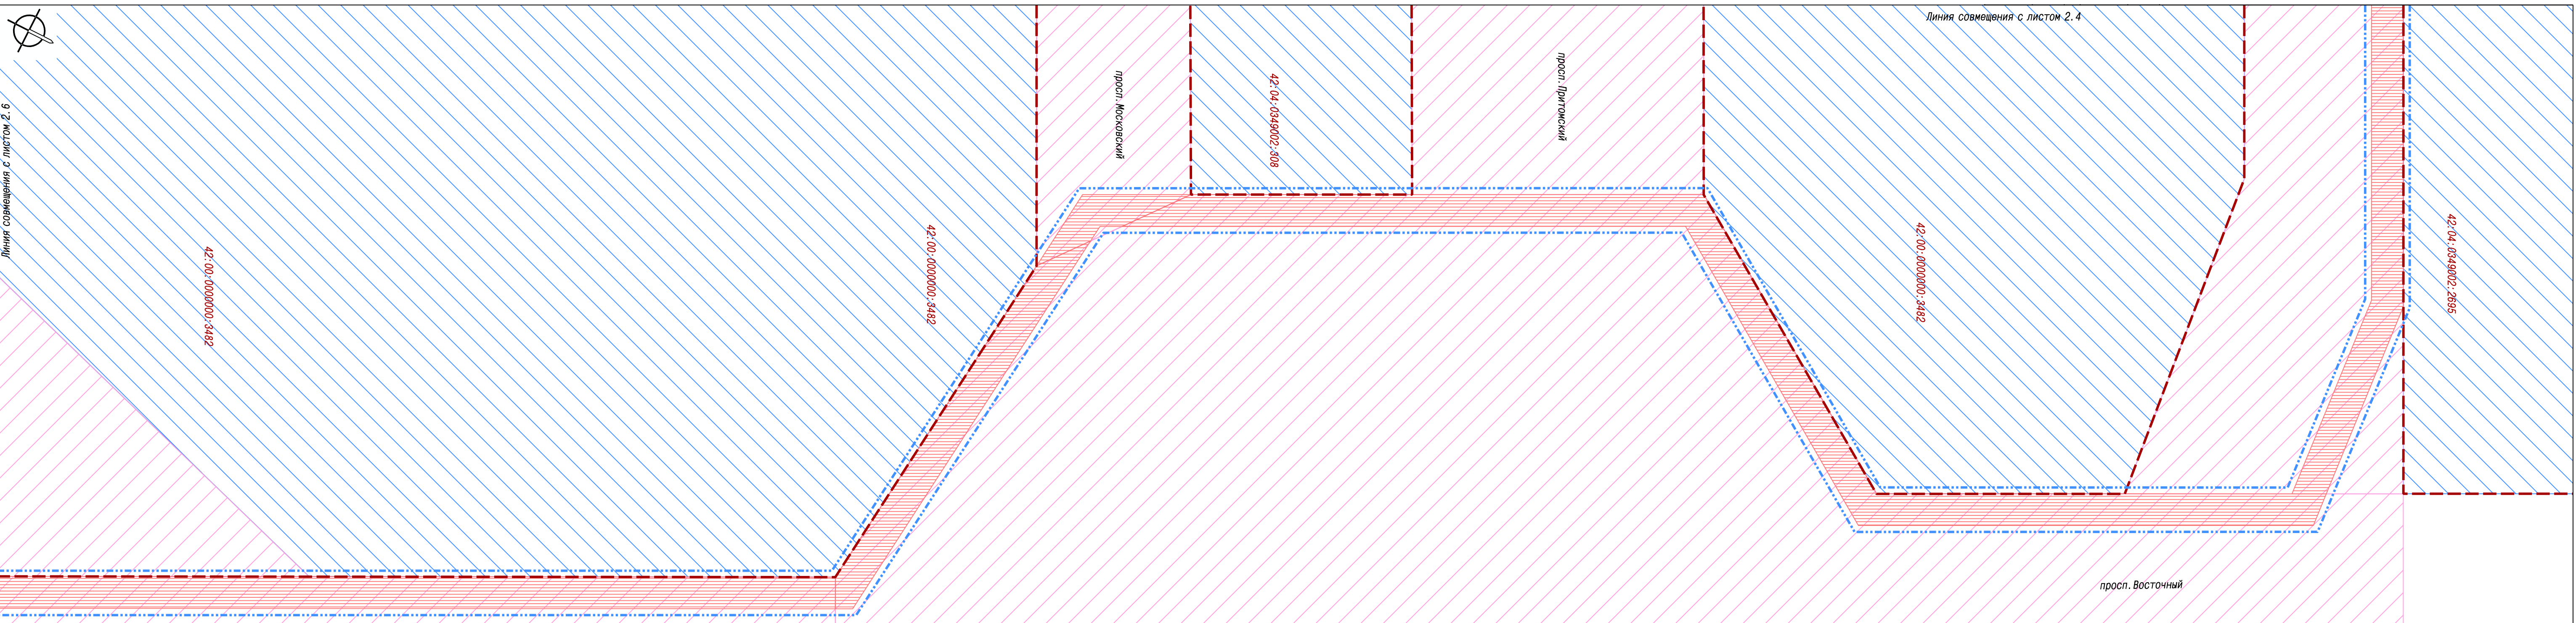 Линия совмещения с листом 2.4
Линия совмещения с листом 2.6
просп.Московский
42:04:0349002:308
просп.Притомский
42:00:0000000:3482
42:00:0000000:3482
42:00:0000000:3482
42:04:0349002:2695
просп.Восточный